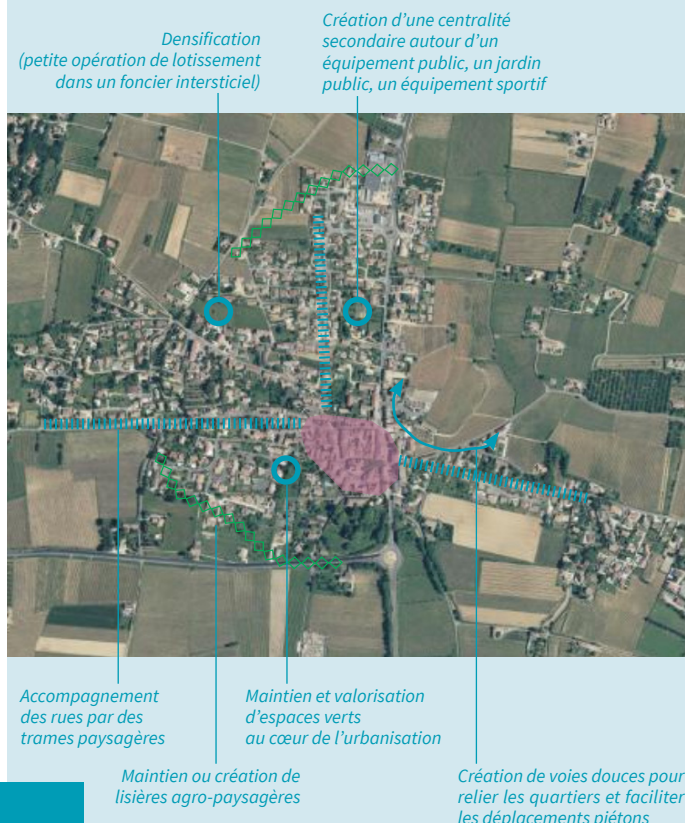 Densification
(petite opération de lotissement
dans un foncier intersticiel)
Création d’une centralité
secondaire autour d’un
équipement public, un jardin
public, un équipement sportif
Accompagnement
des rues par des
trames paysagères
Maintien et valorisation
d’espaces verts
au cœur de l’urbanisation
Maintien ou création de
lisières agro-paysagères
Création de voies douces pour
relier les quartiers et faciliter
les déplacements piétons